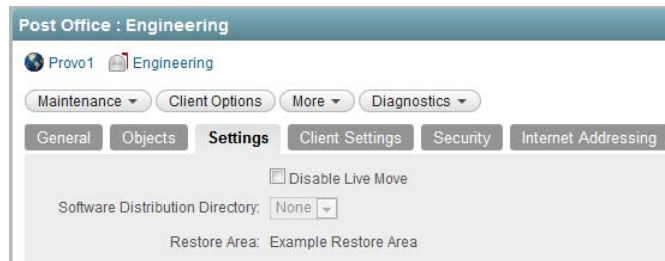 Post Office : Engineering
Provo1 Engineering
Maintenance Client Options More Diagnostics
General Objects Settings Client Settings Security Internet Addressing
Disable Live Move
Software Distribution Directory: None
Restore Area: Example Restore Area